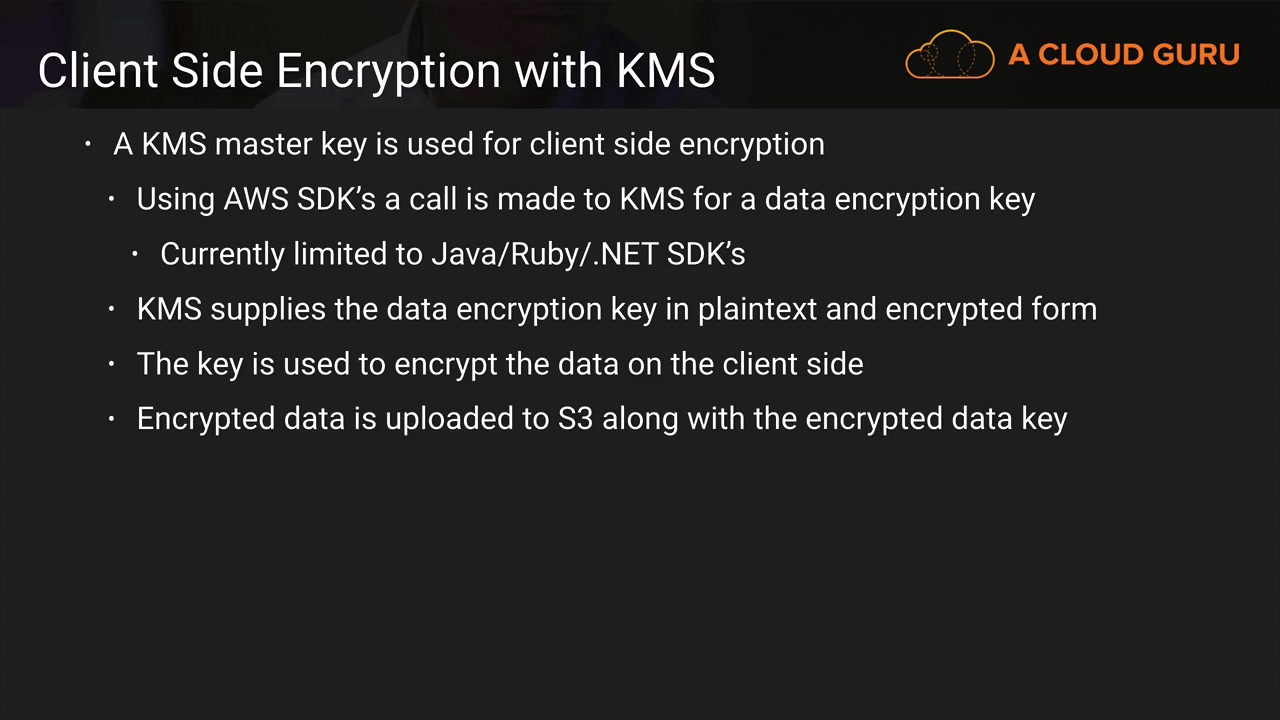 Client Side Encryption with KMS
A CLOUD GURU
· A KMS master key is used for client side encryption
· Using AWS SDK’s a call is made to KMS for a data encryption key
· Currently limited to Java/Ruby/.NET SDK’s
· KMS supplies the data encryption key in plaintext and encrypted form
· The key is used to encrypt the data on the client side
· Encrypted data is uploaded to S3 along with the encrypted data key